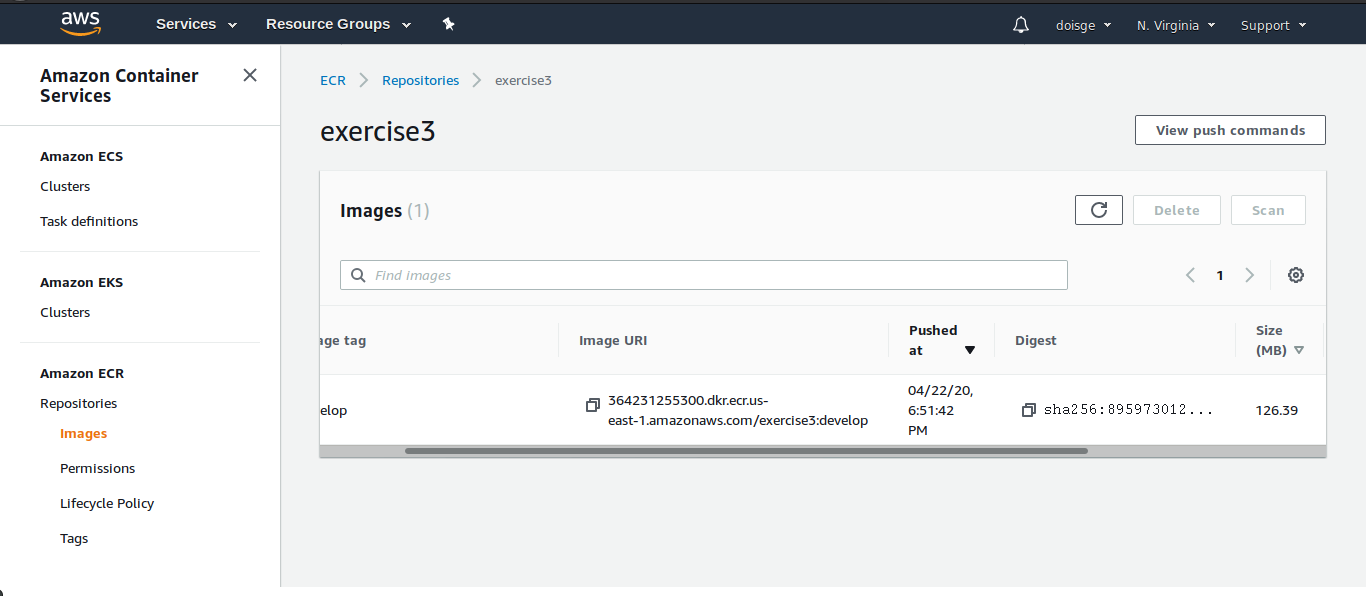 aws
Services
Resource Groups
doisge
N. Virginia
Support
Amazon Container
Services
Amazon ECS
Clusters
Task definitions
Amazon EKS
Clusters
Amazon ECR
Repositories
Images
Permissions
Lifecycle Policy
Tags
ECR
Repositories
exercise3
exercise3
View push commands
Images (1)
Delete
Scan
Find images
1
age tag
Image URI
Pushed
at
Digest
Size
(MB)
elop
364231255300.dkr.ecr.us-
east-1.amazonaws.com/exercise3:develop
04/22/20,
6:51:42
PM
sha256:895973012...
126.39